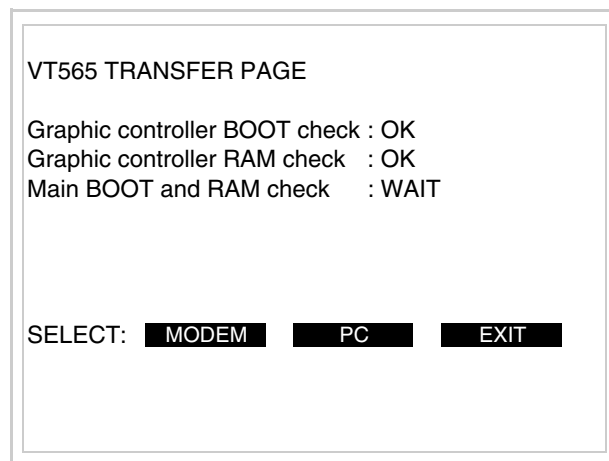 VT565 TRANSFER PAGE
Graphic controller BOOT check : OK
Graphic controller RAM check : OK
Main BOOT and RAM check : WAIT
SELECT: MODEM PC EXIT